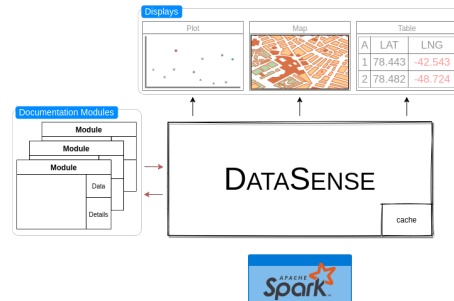 Displays
Plot
Map
Table
A LAT LNG
1 78.443 -42.543
2 78.482 -48.724
Documentation Modules
Module
Module
Module
Data
Details
DATASENSE
cache
APACHE
Spark